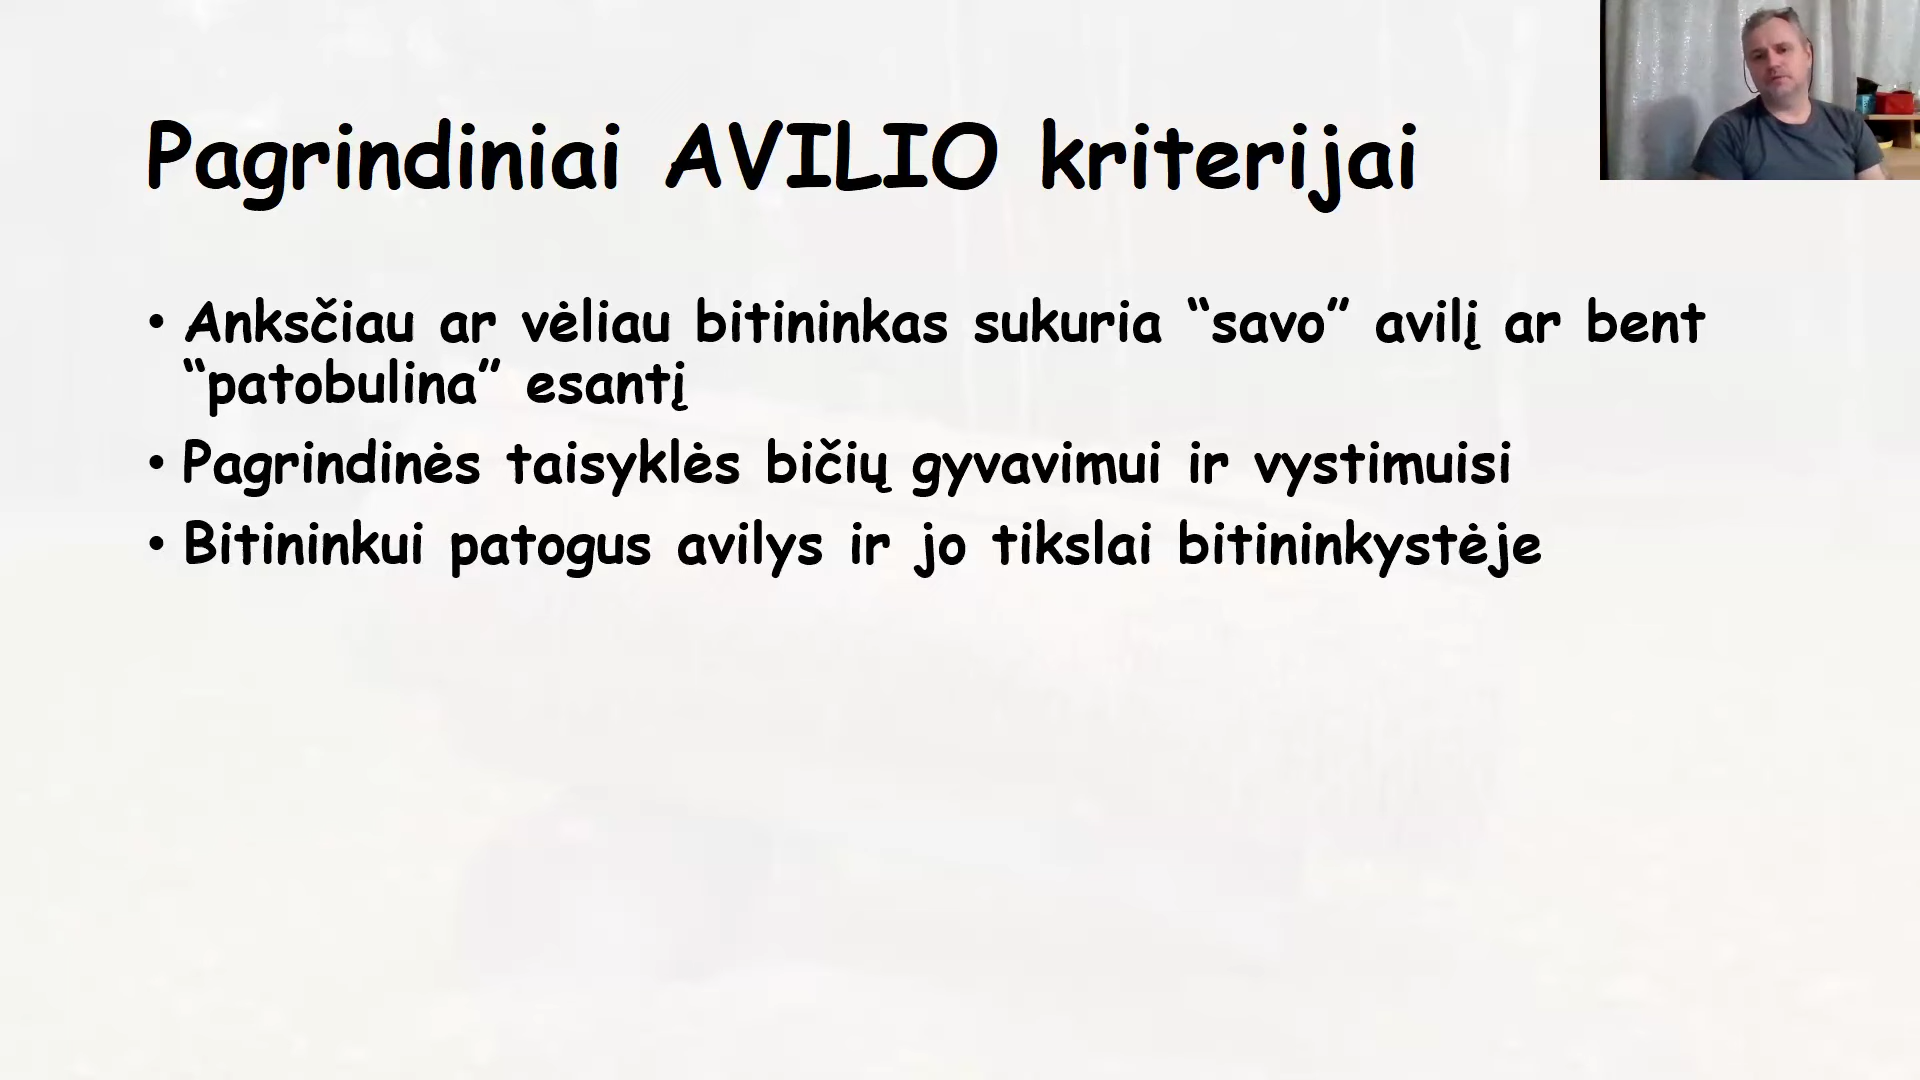 Pagrindiniai AVILIO kriterijai
• Anksčiau ar vėliau bitininkas sukuria “savo” avilį ar bent
“patobulina” esantį
• Pagrindinės taisyklės bičių gyvavimui ir vystimuisi
• Bitininkui patogus avilys ir jo tikslai bitininkystėje